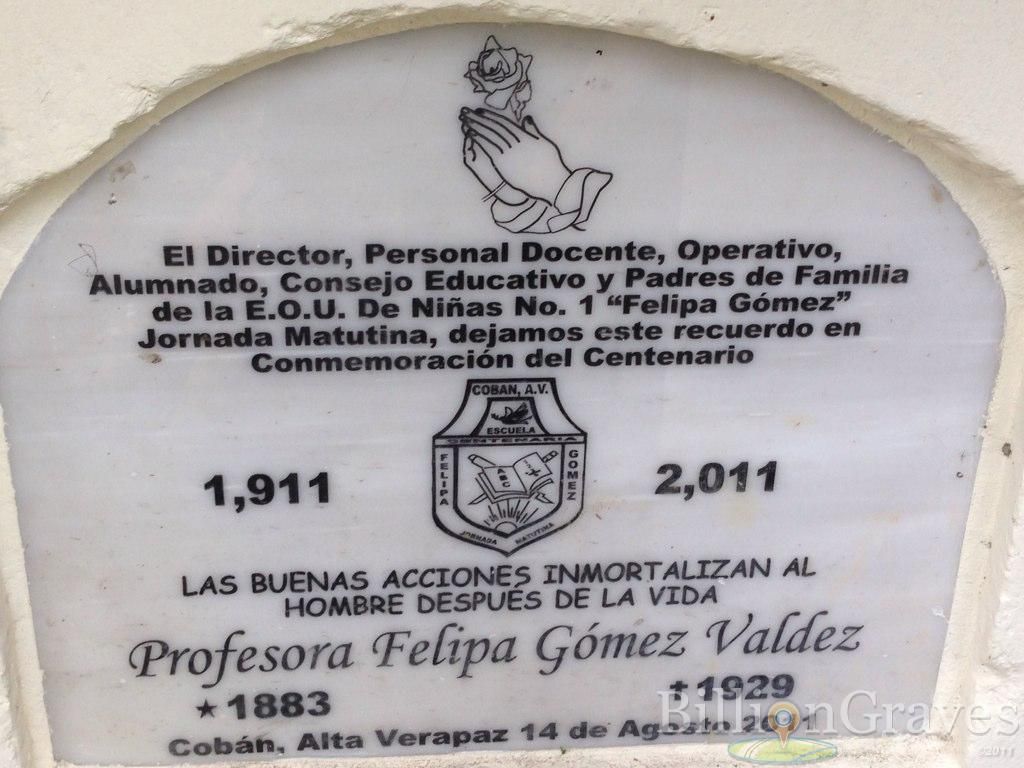 El Director, Personal Docente, Operativo,
Alumnado, Consejo Educativo y Padres de Familia
de la E.O.U. De Niñas No. 1 “Felipa Gómez”
Jornada Matutina, dejamos este recuerdo en
Conmemoración del Centenario
COBAN, A.V.
ESCUELA
CENTENARIA
FELIPA
GOMEZ
A B C
JORNADA MATUTINA
1,911
2,011
LAS BUENAS ACCIONES INMORTALIZAN AL
HOMBRE DESPUÉS DE LA VIDA
Profesora Felipa Gómez Valdez
★ 1883
✝ 1929
Cobán, Alta Verapaz 14 de Agosto 2011
BillionGraves
©2011